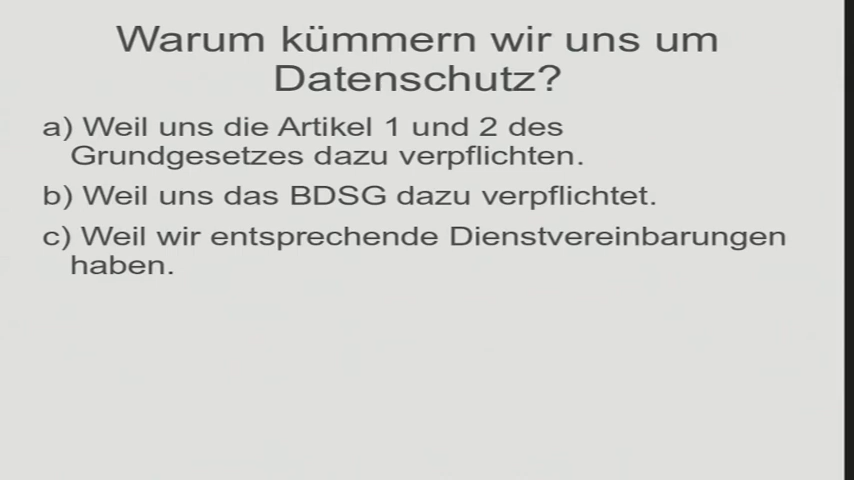 Warum kümmern wir uns um
Datenschutz?
a) Weil uns die Artikel 1 und 2 des
Grundgesetzes dazu verpflichten.
b) Weil uns das BDSG dazu verpflichtet.
c) Weil wir entsprechende Dienstvereinbarungen
haben.